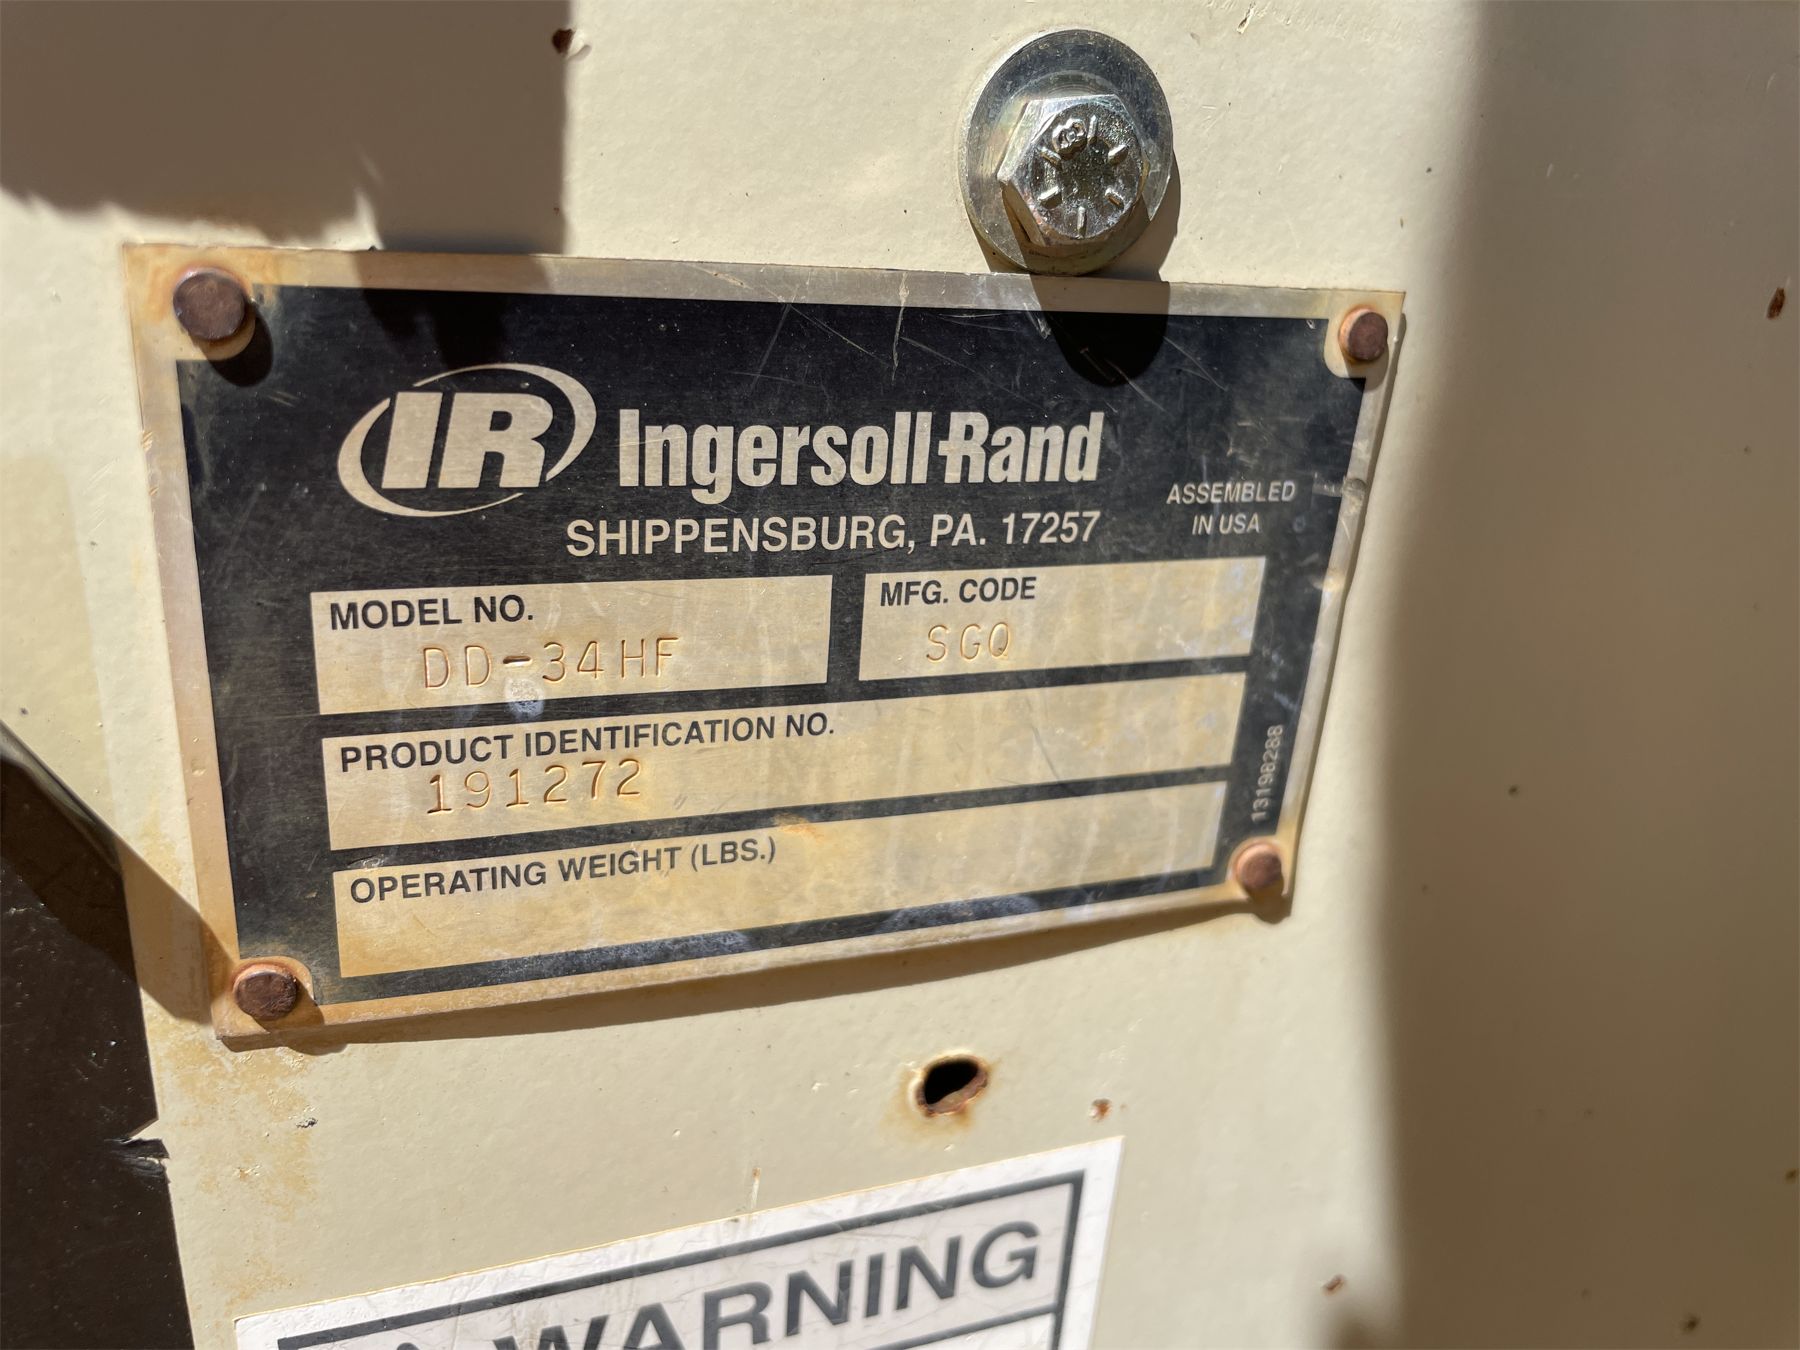 IR Ingersoll-Rand
SHIPPENSBURG, PA. 17257
ASSEMBLED
IN USA
MODEL NO.
DD-34HF
MFG. CODE
SGQ
PRODUCT IDENTIFICATION NO.
191272
OPERATING WEIGHT (LBS.)
13198288
WARNING